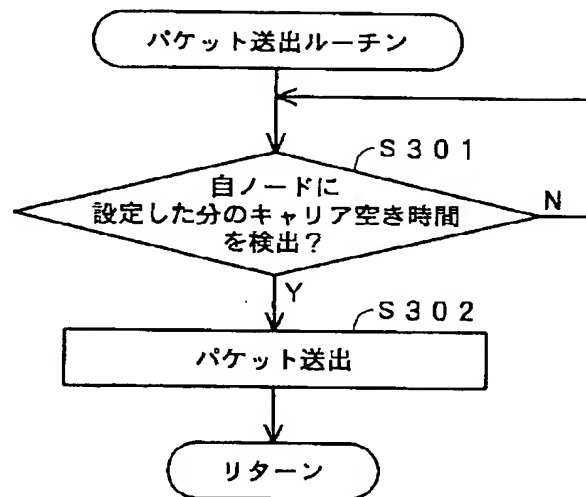 パケット送出ルーチン
S301
自ノードに
設定した分のキャリア空き時間
を検出？
N
Y
S302
パケット送出
リターン